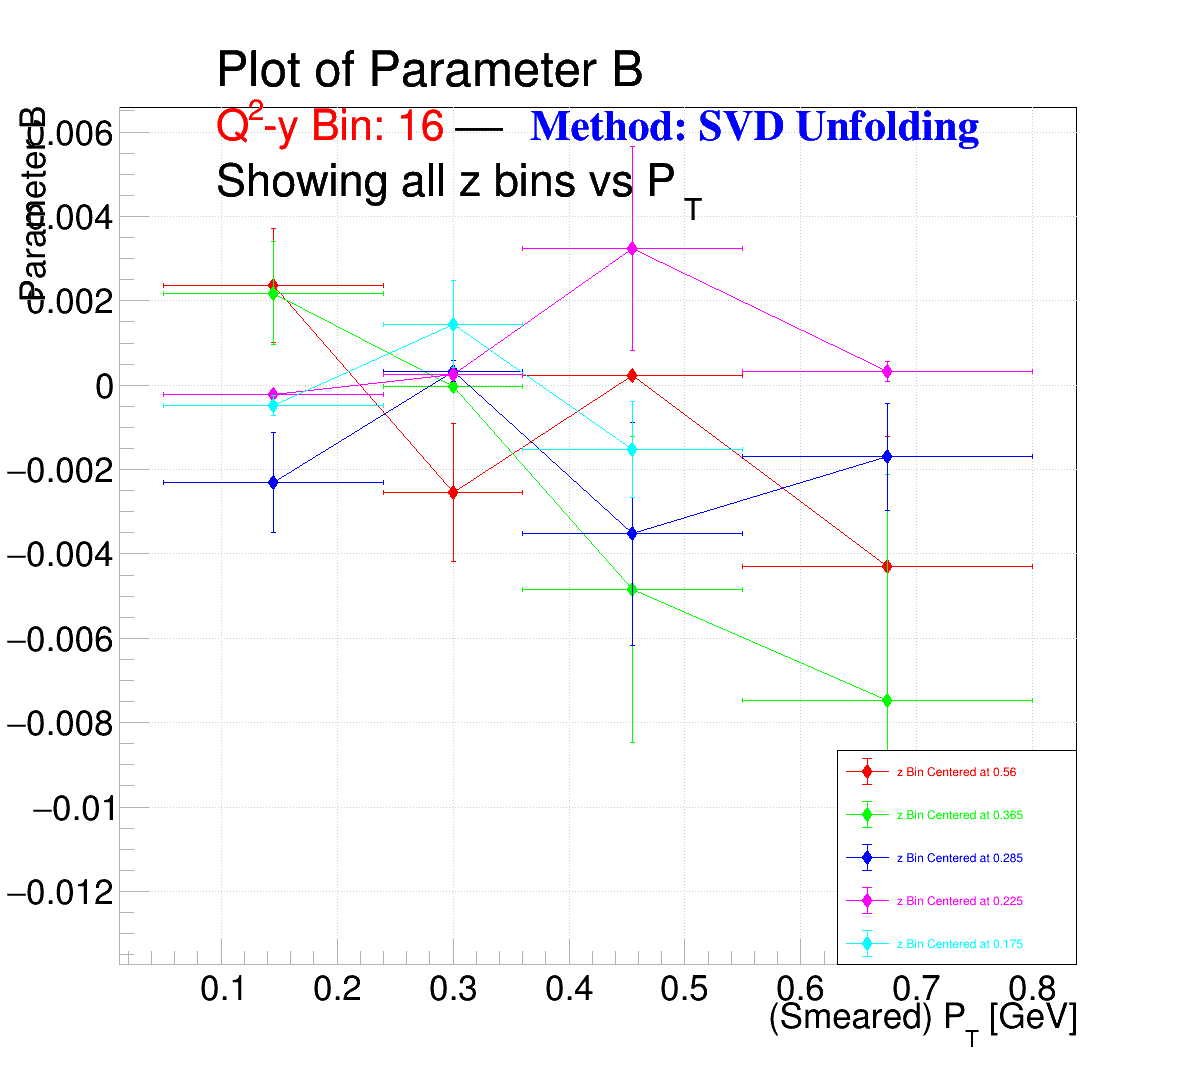 Plot of Parameter B
Q²-y Bin: 16 — Method: SVD Unfolding
Showing all z bins vs P_T
Parameter B
0.006
0.004
0.002
0
−0.002
−0.004
−0.006
−0.008
−0.01
−0.012
z Bin Centered at 0.56
z Bin Centered at 0.365
z Bin Centered at 0.285
z Bin Centered at 0.225
z Bin Centered at 0.175
0.1 0.2 0.3 0.4 0.5 0.6 0.7 0.8
(Smeared) P_T [GeV]